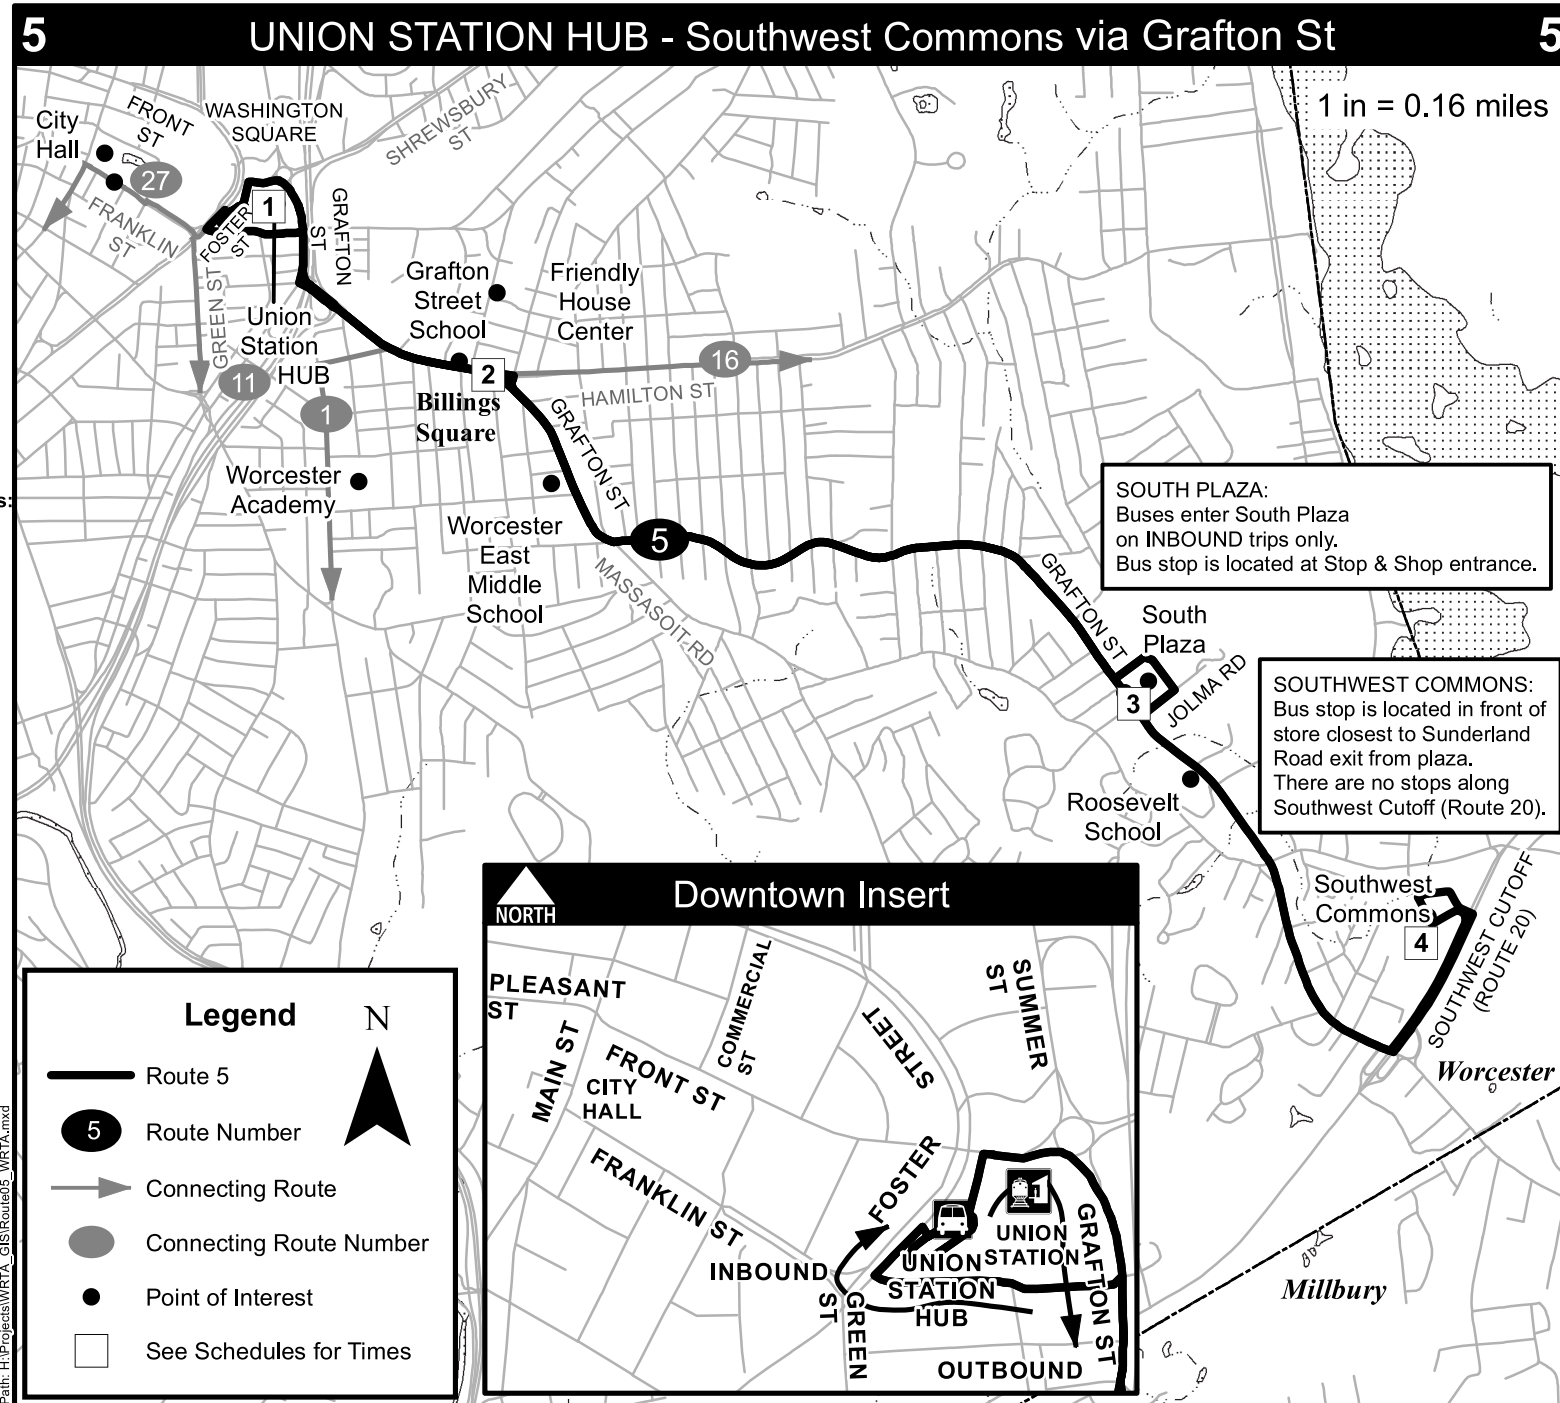 5
UNION STATION HUB - Southwest Commons via Grafton St
5
1 in = 0.16 miles
City
Hall
FRONT
ST
WASHINGTON
SQUARE
SHREWSBURY
ST
27
1
FRANKLIN
ST
FOSTER
ST
GRAFTON
ST
GREEN ST
Union
Station
HUB
Grafton
Street
School
Friendly
House
Center
11
1
2
16
HAMILTON ST
Billings
Square
GRAFTON ST
Worcester
Academy
s:
Worcester
East
Middle
School
5
MASSASOIT RD
GRAFTON ST
SOUTH PLAZA:
Buses enter South Plaza
on INBOUND trips only.
Bus stop is located at Stop & Shop entrance.
South
Plaza
3
JOLMA RD
SOUTHWEST COMMONS:
Bus stop is located in front of
store closest to Sunderland
Road exit from plaza.
There are no stops along
Southwest Cutoff (Route 20).
Roosevelt
School
Southwest
Commons
4
SOUTHWEST CUTOFF
(ROUTE 20)
Worcester
Millbury
NORTH
Downtown Insert
PLEASANT
ST
MAIN ST
COMMERCIAL
ST
FRONT ST
CITY
HALL
STREET
SUMMER
ST
FRANKLIN ST
FOSTER
UNION
STATION
GRAFTON ST
UNION
STATION
HUB
INBOUND
GREEN
ST
OUTBOUND
Legend
N
Route 5
5
Route Number
Connecting Route
Connecting Route Number
Point of Interest
See Schedules for Times
Path: H:\Projects\WRTA_GIS\Route05_WRTA.mxd